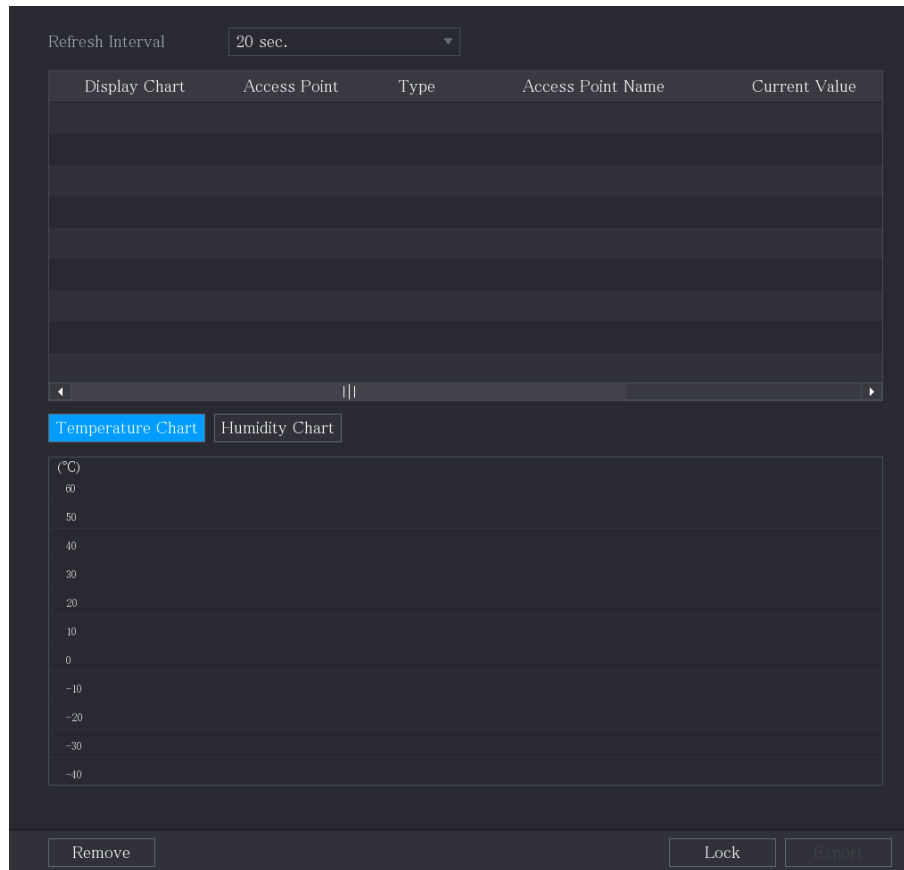 Refresh Interval 20 sec.
Display Chart Access Point Type Access Point Name Current Value
Temperature Chart Humidity Chart
(°C)
60
50
40
30
20
10
0
-10
-20
-30
-40
Remove Lock Export